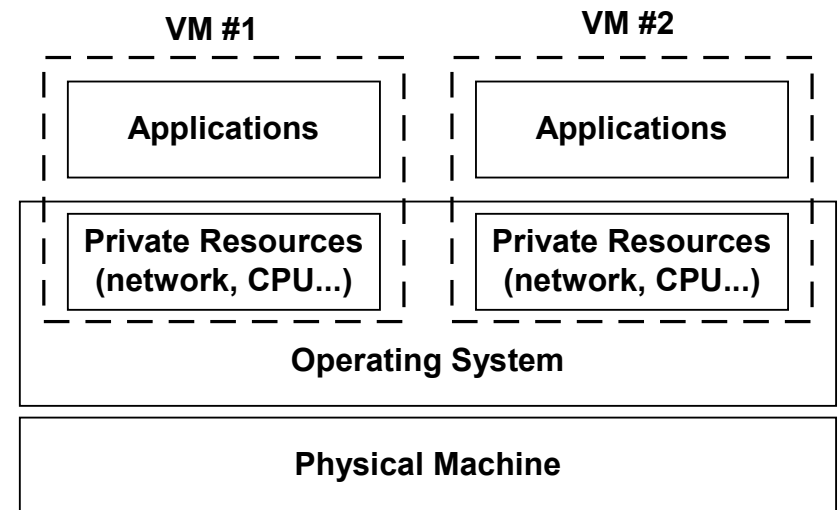 VM #1
VM #2
Applications
Applications
Private Resources
(network, CPU...)
Private Resources
(network, CPU...)
Operating System
Physical Machine